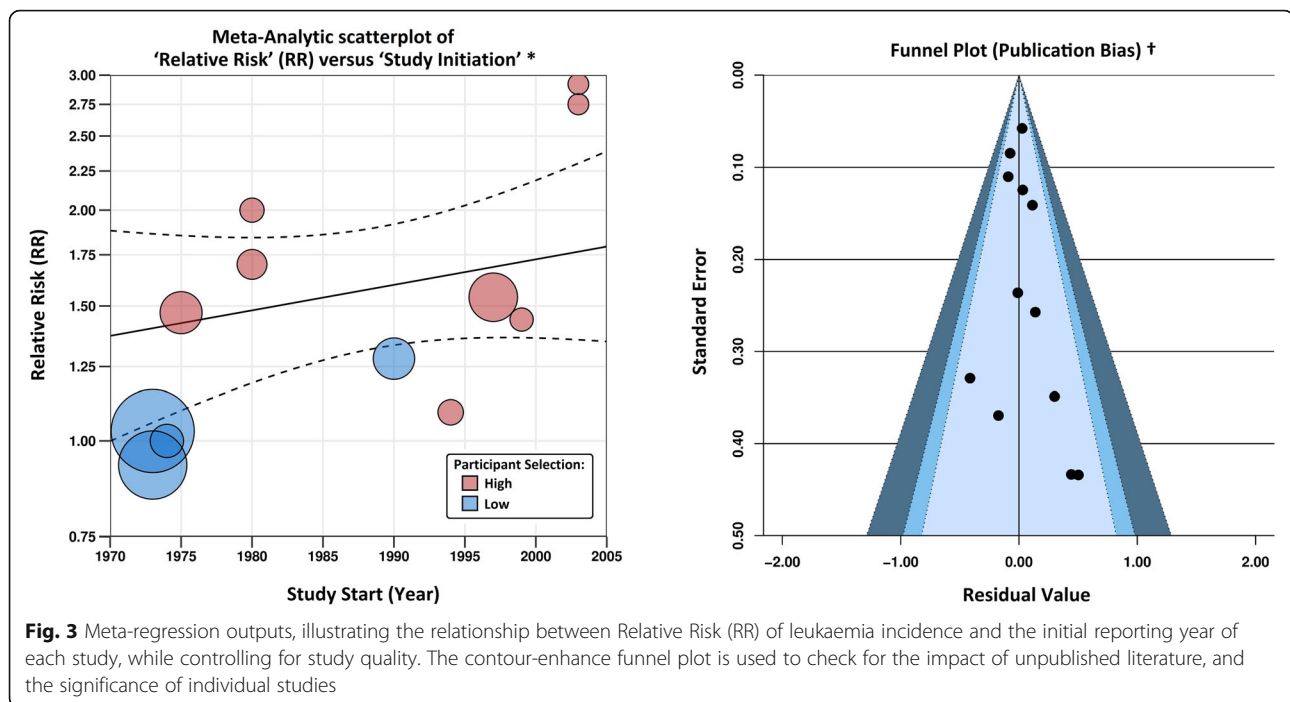 Meta-Analytic scatterplot of
'Relative Risk' (RR) versus 'Study Initiation' *
3.00
2.75
2.50
2.25
2.00
1.75
1.50
1.25
1.00
0.75
Relative Risk (RR)
1970 1975 1980 1985 1990 1995 2000 2005
Study Start (Year)
Participant Selection:
High
Low
Funnel Plot (Publication Bias) †
0.00
0.10
0.20
0.30
0.40
0.50
Standard Error
−2.00 −1.00 0.00 1.00 2.00
Residual Value
Fig. 3 Meta-regression outputs, illustrating the relationship between Relative Risk (RR) of leukaemia incidence and the initial reporting year of
each study, while controlling for study quality. The contour-enhance funnel plot is used to check for the impact of unpublished literature, and
the significance of individual studies